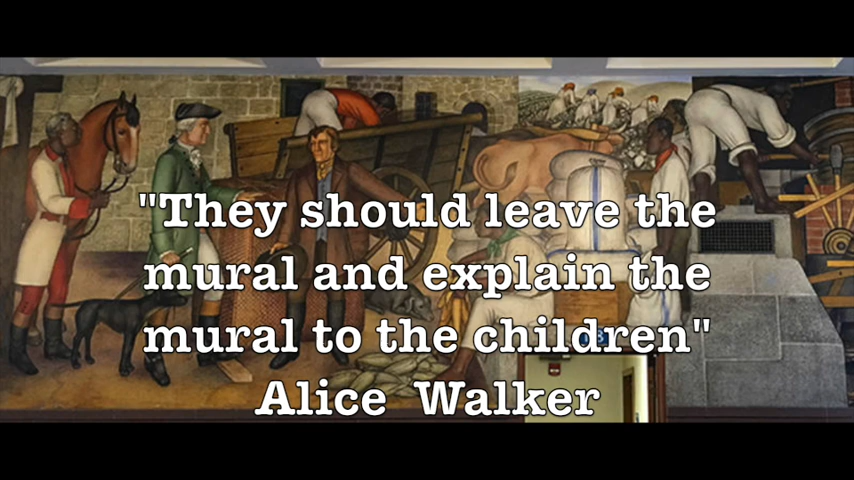 "They should leave the
mural and explain the
mural to the children"
Alice  Walker